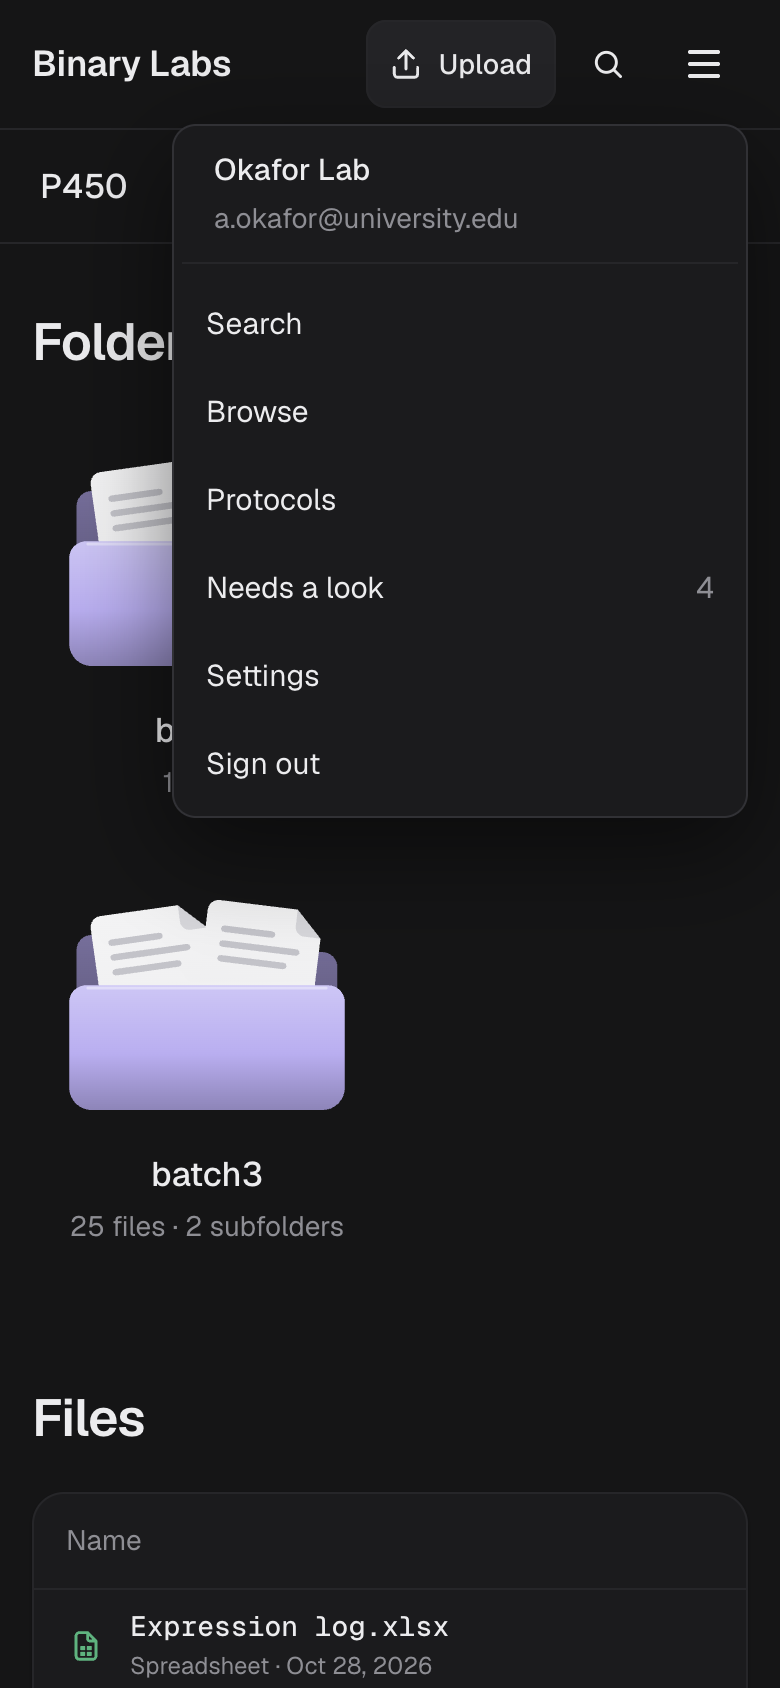 Binary Labs
Upload
P450
Okafor Lab
a.okafor@university.edu
Search
Browse
Protocols
Needs a look 4
Settings
Sign out
Folder
b
1
batch3
25 files · 2 subfolders
Files
Name
Expression log.xlsx
Spreadsheet · Oct 28, 2026